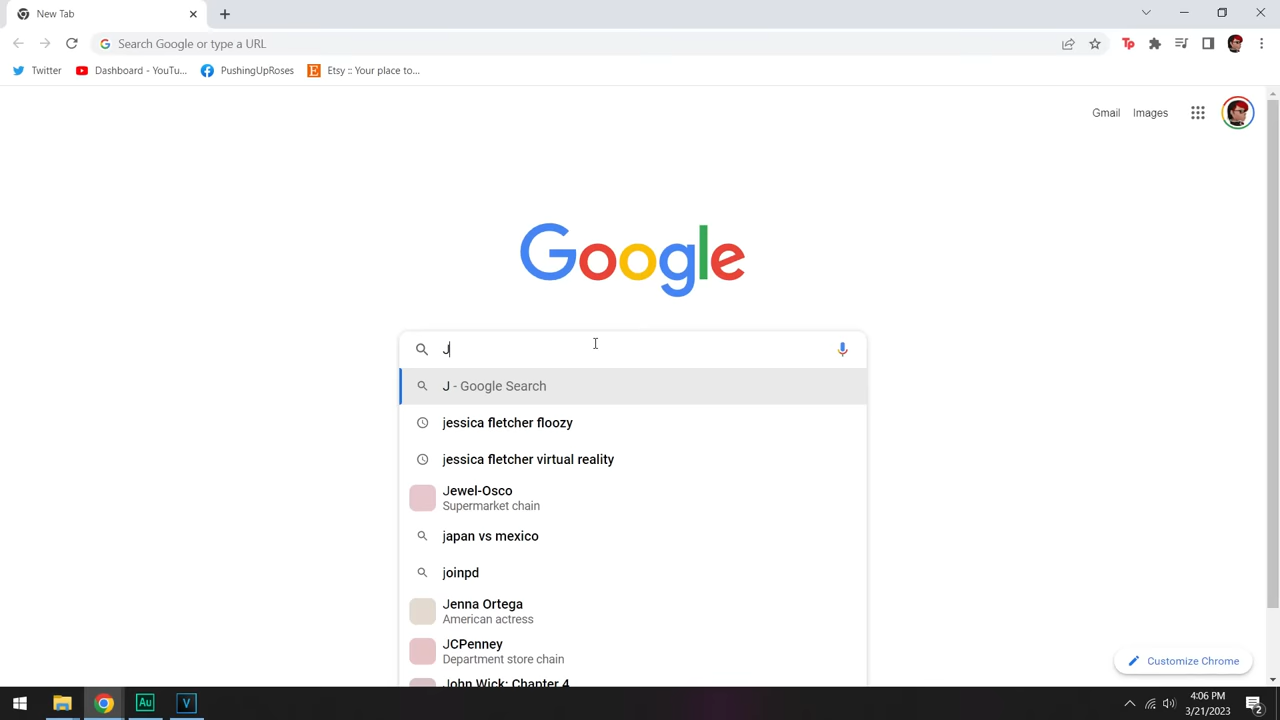 New Tab
Search Google or type a URL
Tp
Twitter
Dashboard - YouTu...
PushingUpRoses
Etsy :: Your place to...
Gmail
Images
Google
J
J - Google Search
jessica fletcher floozy
jessica fletcher virtual reality
Jewel-Osco
Supermarket chain
japan vs mexico
joinpd
Jenna Ortega
American actress
JCPenney
Department store chain
John Wick: Chapter 4
Customize Chrome
Au
V
4:06 PM
3/21/2023
2